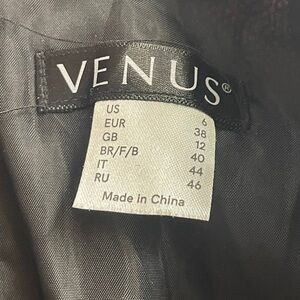 VENUS®
US 6
EUR 38
GB 12
BR/F/B 40
IT 44
RU 46
Made in China